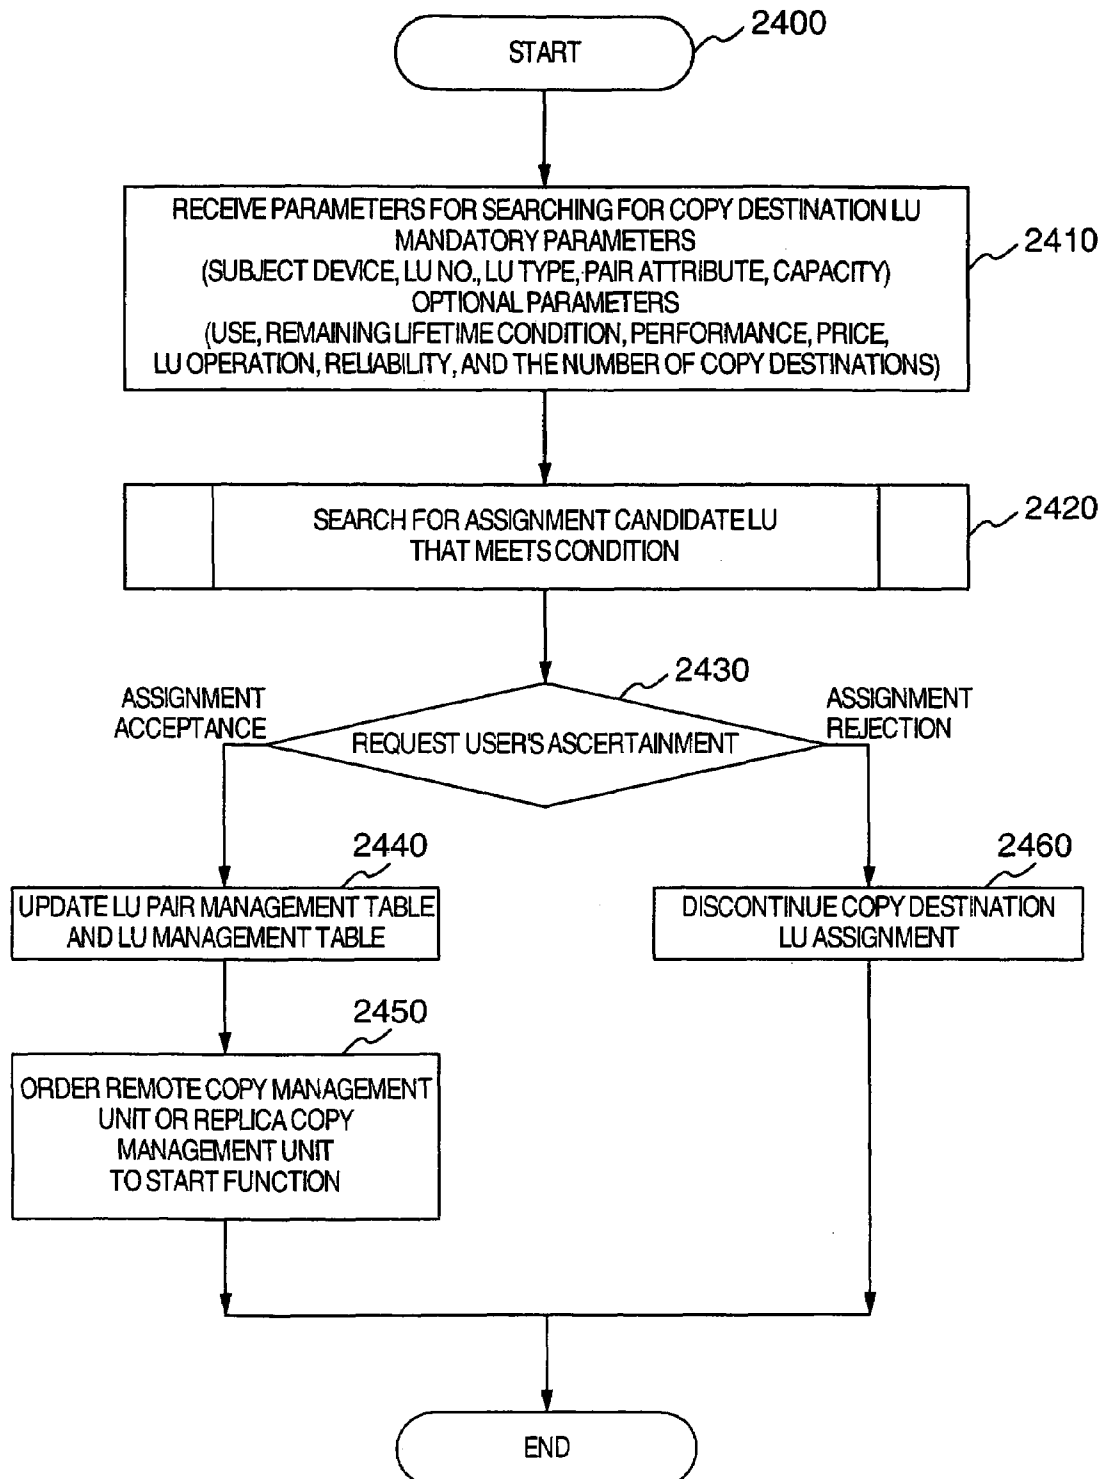 START
2400
RECEIVE PARAMETERS FOR SEARCHING FOR COPY DESTINATION LU
MANDATORY PARAMETERS
(SUBJECT DEVICE, LU NO., LU TYPE, PAIR ATTRIBUTE, CAPACITY)
OPTIONAL PARAMETERS
(USE, REMAINING LIFETIME CONDITION, PERFORMANCE, PRICE,
LU OPERATION, RELIABILITY, AND THE NUMBER OF COPY DESTINATIONS)
2410
SEARCH FOR ASSIGNMENT CANDIDATE LU
THAT MEETS CONDITION
2420
2430
ASSIGNMENT
ACCEPTANCE
REQUEST USER'S ASCERTAINMENT
ASSIGNMENT
REJECTION
2440
UPDATE LU PAIR MANAGEMENT TABLE
AND LU MANAGEMENT TABLE
2460
DISCONTINUE COPY DESTINATION
LU ASSIGNMENT
2450
ORDER REMOTE COPY MANAGEMENT
UNIT OR REPLICA COPY
MANAGEMENT UNIT
TO START FUNCTION
END